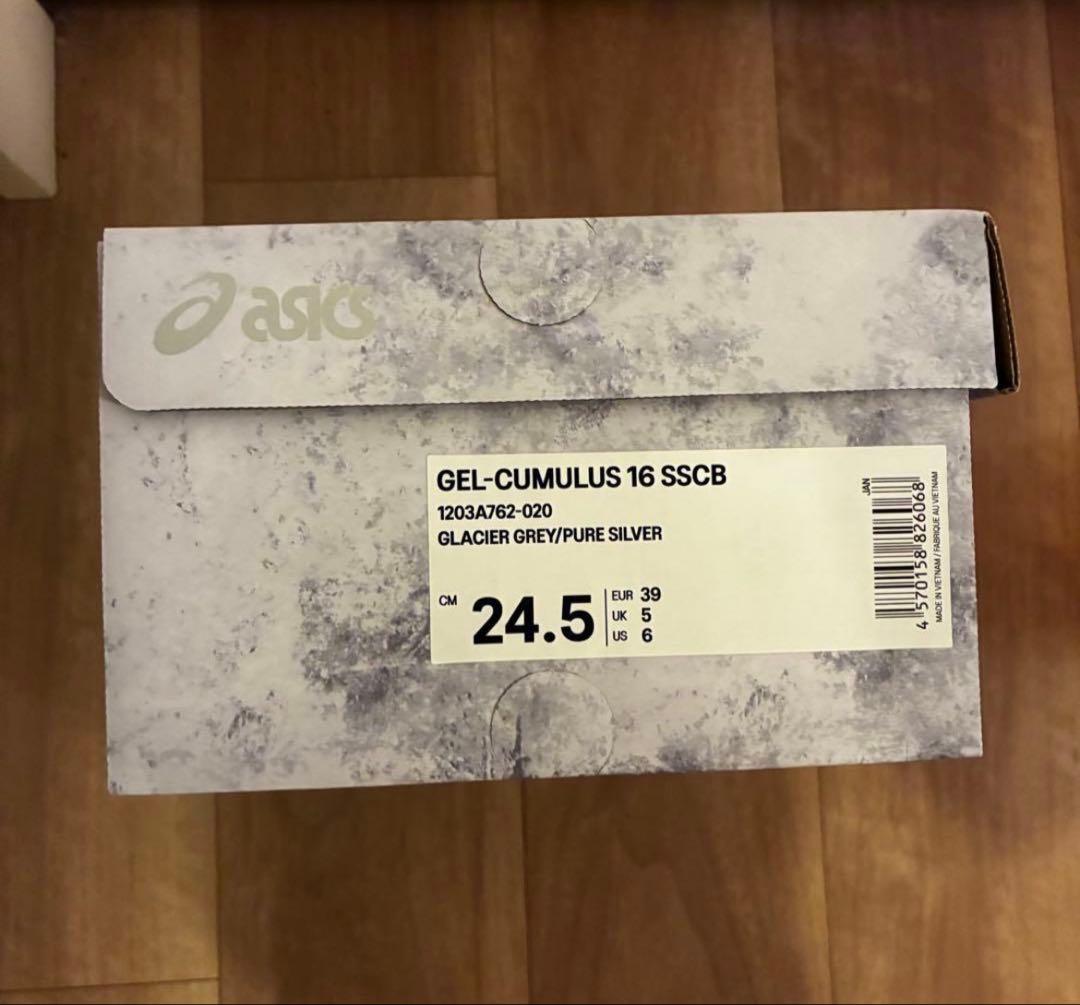 asics
GEL-CUMULUS 16 SSCB
1203A762-020
GLACIER GREY/PURE SILVER
CM 24.5
EUR 39
UK 5
US 6
JAN
4 570158 826068
MADE IN VIETNAM / FABRIQUE AU VIETNAM